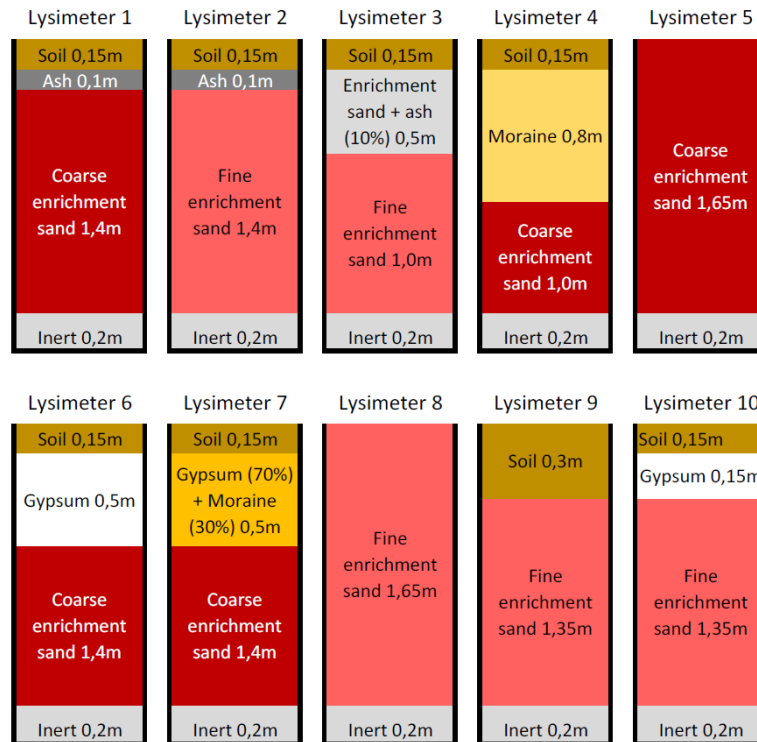 Lysimeter 1
Soil 0,15m
Ash 0,1m
Coarse
enrichment
sand 1,4m
Inert 0,2m
Lysimeter 2
Soil 0,15m
Ash 0,1m
Fine
enrichment
sand 1,4m
Inert 0,2m
Lysimeter 3
Soil 0,15m
Enrichment
sand + ash
(10%) 0,5m
Fine
enrichment
sand 1,0m
Inert 0,2m
Lysimeter 4
Soil 0,15m
Moraine 0,8m
Coarse
enrichment
sand 1,0m
Inert 0,2m
Lysimeter 5
Coarse
enrichment
sand 1,65m
Inert 0,2m
Lysimeter 6
Soil 0,15m
Gypsum 0,5m
Coarse
enrichment
sand 1,4m
Inert 0,2m
Lysimeter 7
Soil 0,15m
Gypsum (70%)
+ Moraine
(30%) 0,5m
Coarse
enrichment
sand 1,4m
Inert 0,2m
Lysimeter 8
Fine
enrichment
sand 1,65m
Inert 0,2m
Lysimeter 9
Soil 0,3m
Fine
enrichment
sand 1,35m
Inert 0,2m
Lysimeter 10
Soil 0,15m
Gypsum 0,15m
Fine
enrichment
sand 1,35m
Inert 0,2m